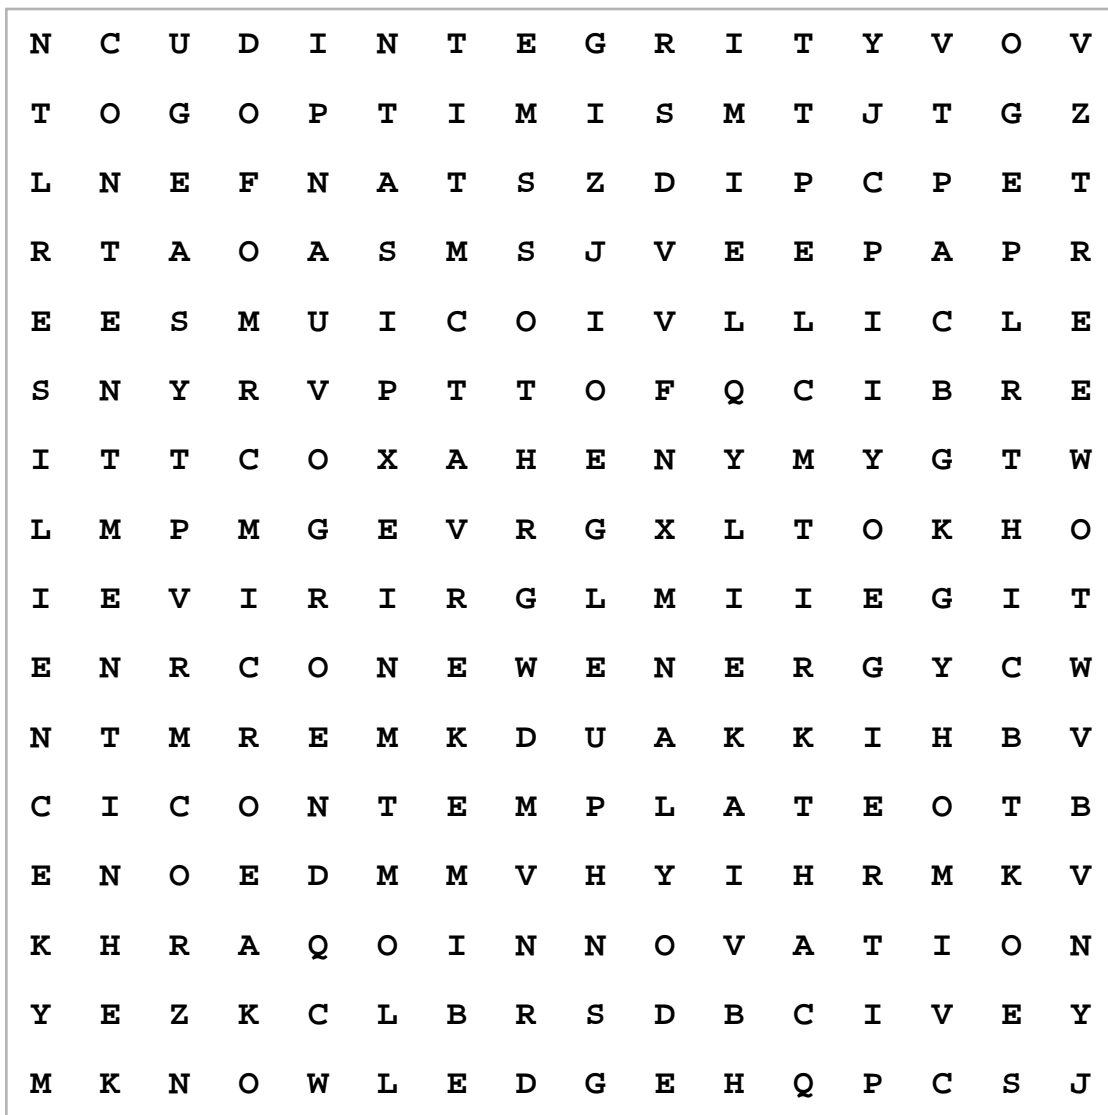 N C U D I N T E G R I T Y V O V
T O G O P T I M I S M T J T G Z
L N E F N A T S Z D I P C P E T
R T A O A S M S J V E E P A P R
E E S M U I C O I V L L I C L E
S N Y R V P T T O F Q C I B R E
I T T C O X A H E N Y M Y G T W
L M P M G E V R G X L T O K H O
I E V I R I R G L M I I E G I T
E N R C O N E W E N E R G Y C W
N T M R E M K D U A K K I H B V
C I C O N T E M P L A T E O T B
E N O E D M M V H Y I H R M K V
K H R A Q O I N N O V A T I O N
Y E Z K C L B R S D B C I V E Y
M K N O W L E D G E H Q P C S J